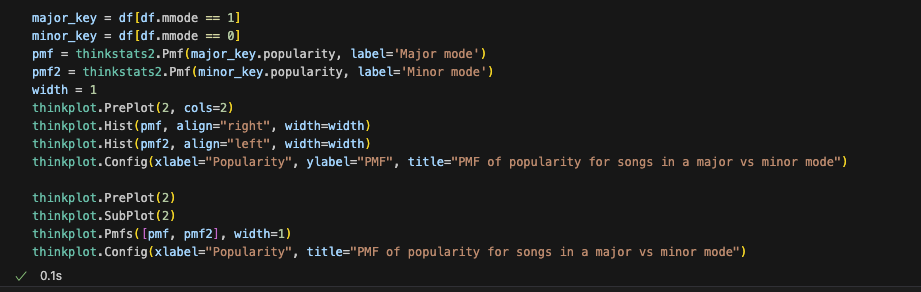 major_key = df[df.mmode == 1]
minor_key = df[df.mmode == 0]
pmf = thinkstats2.Pmf(major_key.popularity, label='Major mode')
pmf2 = thinkstats2.Pmf(minor_key.popularity, label='Minor mode')
width = 1
thinkplot.PrePlot(2, cols=2)
thinkplot.Hist(pmf, align="right", width=width)
thinkplot.Hist(pmf2, align="left", width=width)
thinkplot.Config(xlabel="Popularity", ylabel="PMF", title="PMF of popularity for songs in a major vs minor mode")

thinkplot.PrePlot(2)
thinkplot.SubPlot(2)
thinkplot.Pmfs([pmf, pmf2], width=1)
thinkplot.Config(xlabel="Popularity", title="PMF of popularity for songs in a major vs minor mode")
✓ 0.1s